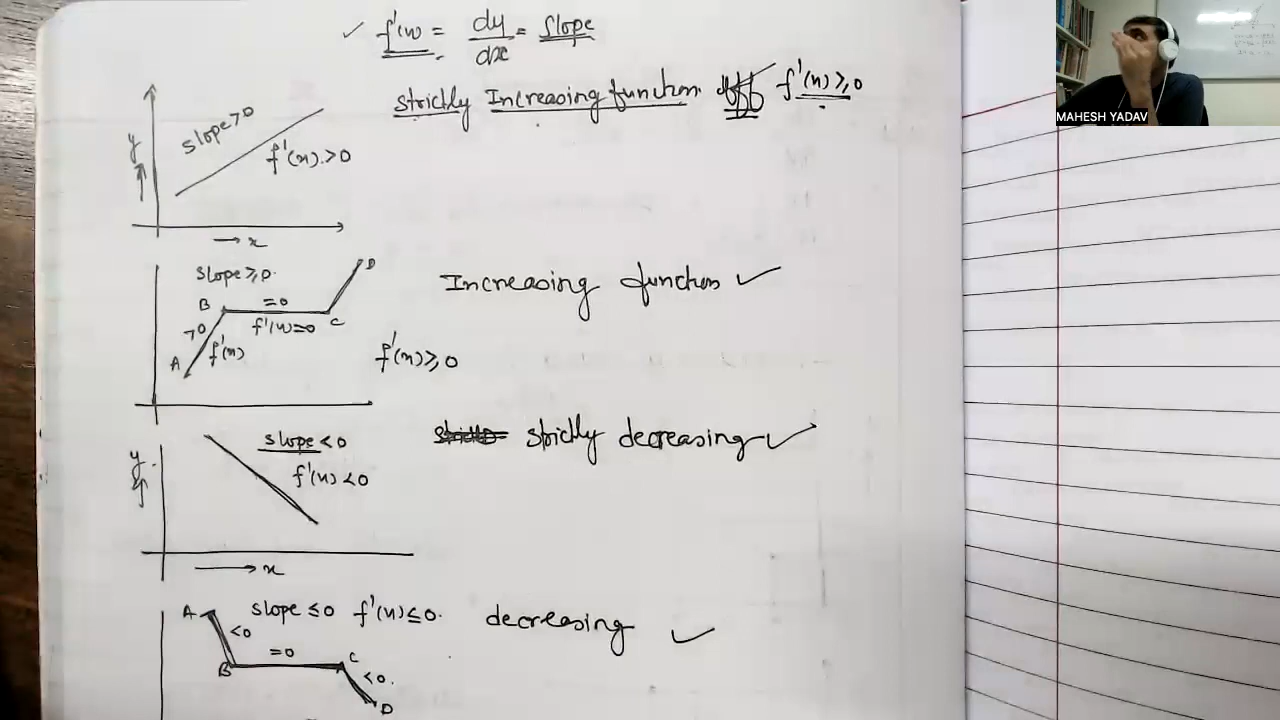 ✓ f'(x) = dy/dx = slope
strictly Increasing function f'(x) ≥ 0
slope > 0
f'(x) > 0
y
→ x
slope ≥ 0
Increasing function ✓
A B C D
> 0
= 0
f'(x) = 0
f'(x)
f'(x) ≥ 0
strictly decreasing ✓
slope < 0
f'(x) < 0
y
→ x
slope ≤ 0 f'(x) ≤ 0. decreasing ✓
A B C D
< 0
= 0
< 0.
MAHESH YADAV